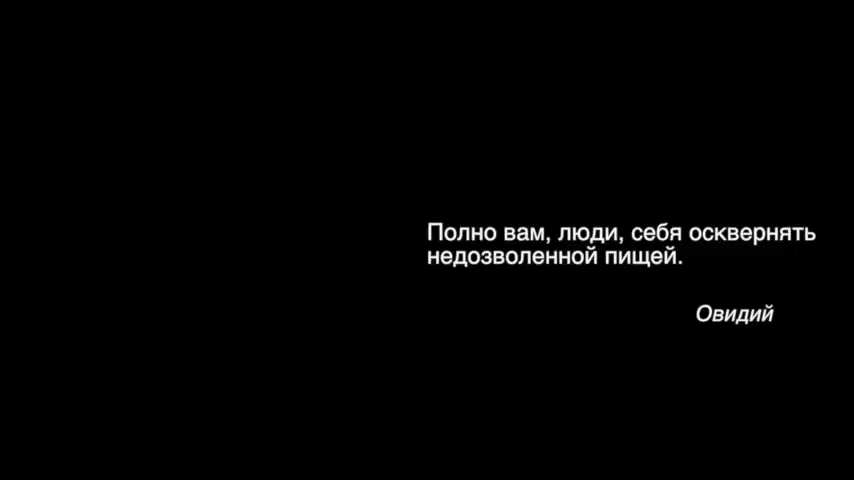 Полно вам, люди, себя осквернять
недозволенной пищей.
Овидий